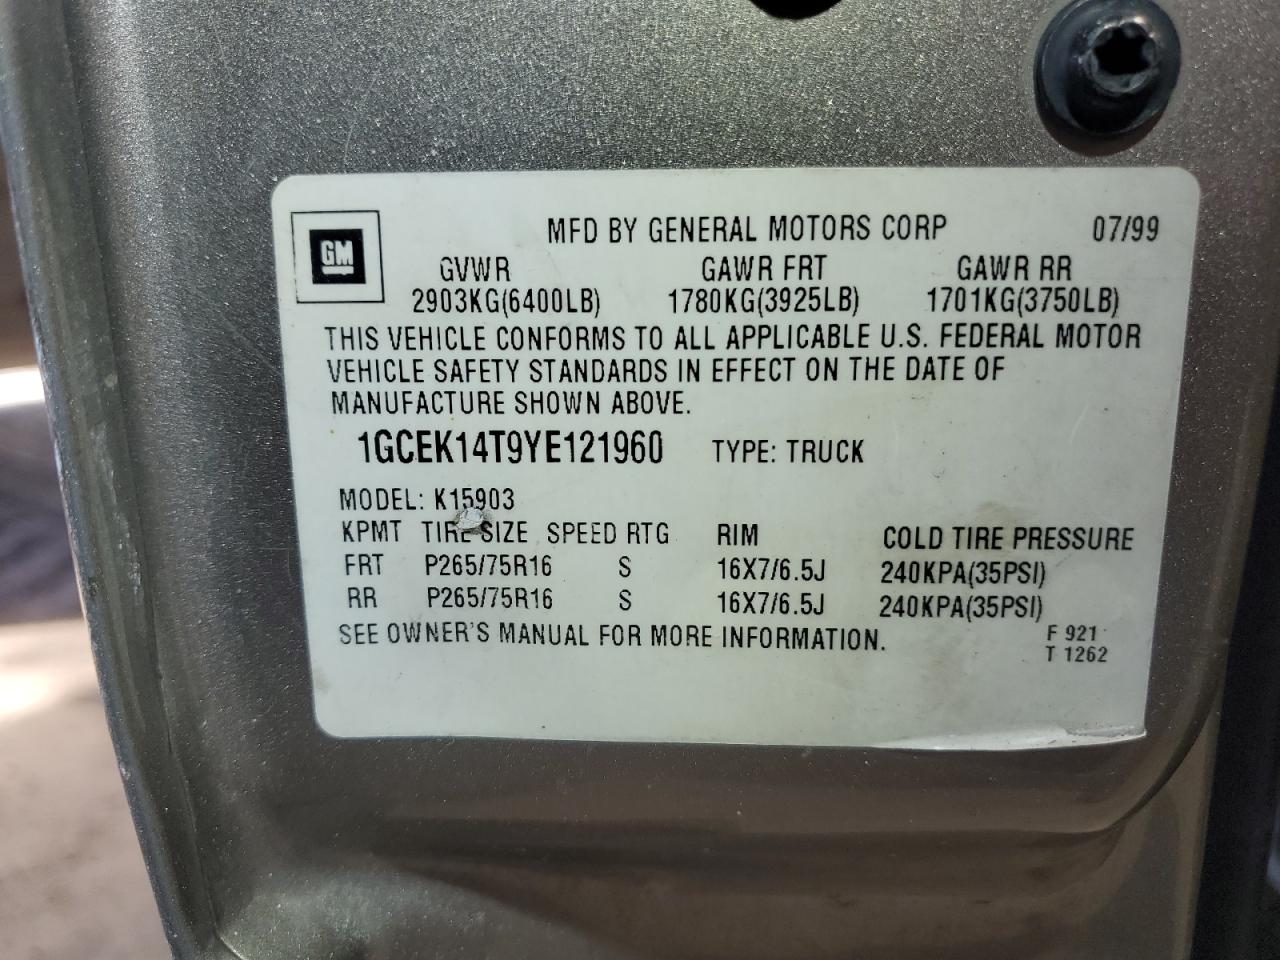 MFD BY GENERAL MOTORS CORP 07/99
GM
GVWR GAWR FRT GAWR RR
2903KG(6400LB) 1780KG(3925LB) 1701KG(3750LB)
THIS VEHICLE CONFORMS TO ALL APPLICABLE U.S. FEDERAL MOTOR
VEHICLE SAFETY STANDARDS IN EFFECT ON THE DATE OF
MANUFACTURE SHOWN ABOVE.
1GCEK14T9YE121960 TYPE: TRUCK
MODEL: K15903
KPMT TIRE SIZE SPEED RTG RIM COLD TIRE PRESSURE
FRT P265/75R16 S 16X7/6.5J 240KPA(35PSI)
RR P265/75R16 S 16X7/6.5J 240KPA(35PSI)
SEE OWNER'S MANUAL FOR MORE INFORMATION.
F 921
T 1262